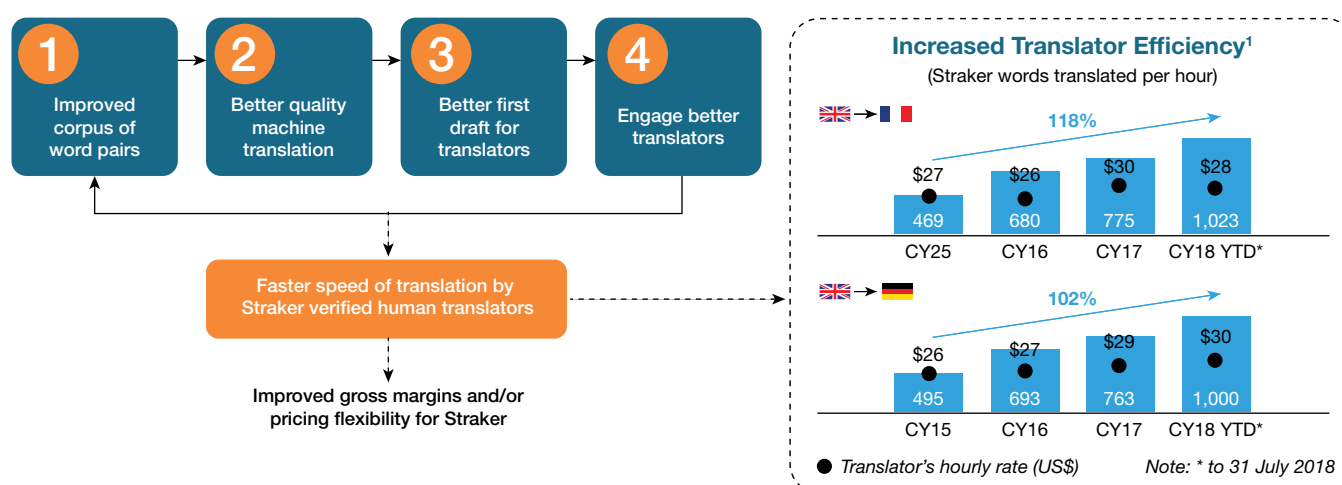 1
Improved
corpus of
word pairs
2
Better quality
machine
translation
3
Better first
draft for
translators
4
Engage better
translators
Faster speed of translation by
Straker verified human translators
Improved gross margins and/or
pricing flexibility for Straker
Increased Translator Efficiency¹
(Straker words translated per hour)
118%
$27 $26 $30 $28
469 680 775 1,023
CY25 CY16 CY17 CY18 YTD*
102%
$26 $27 $29 $30
495 693 763 1,000
CY15 CY16 CY17 CY18 YTD*
Translator's hourly rate (US$) Note: * to 31 July 2018